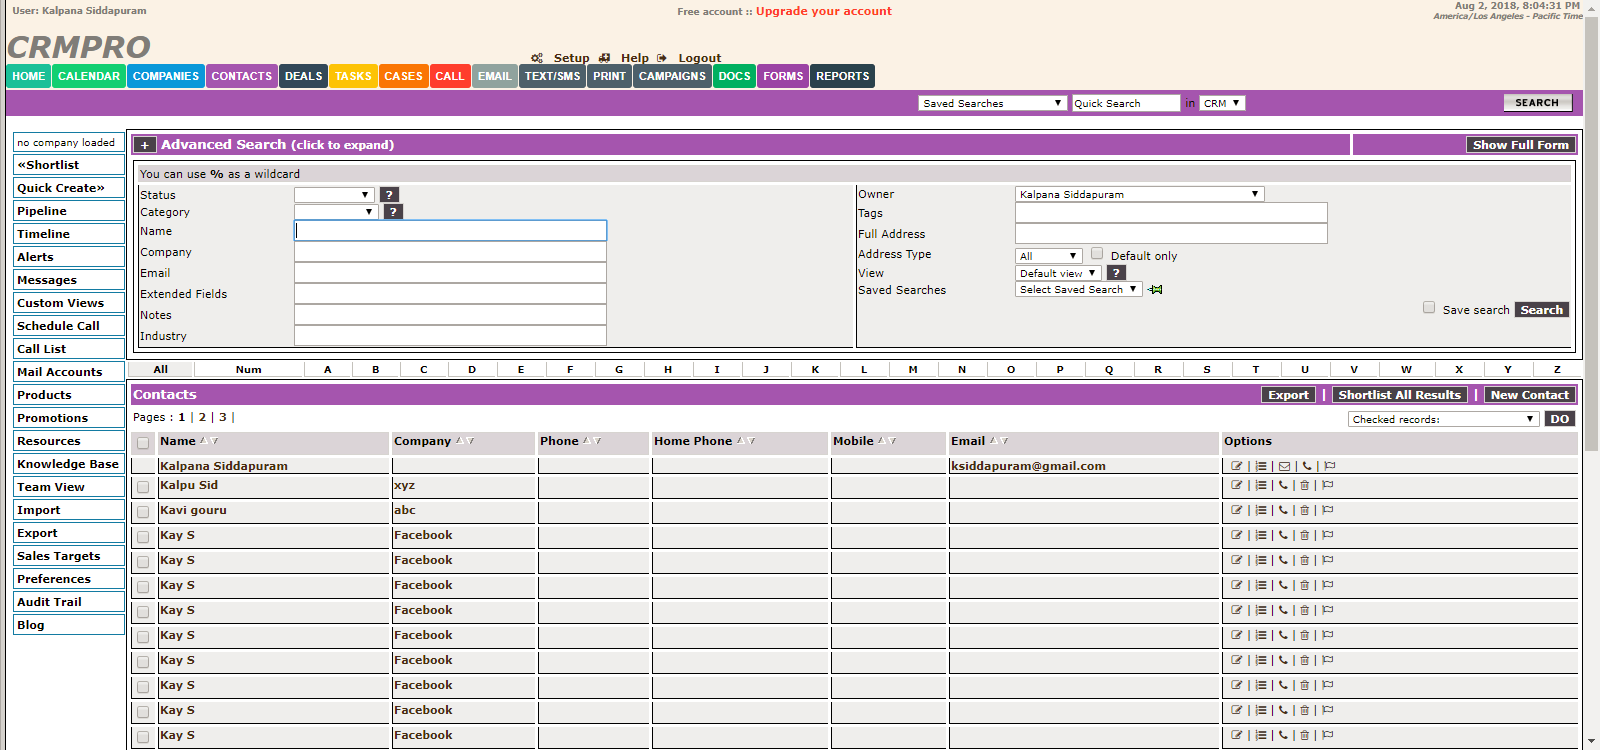 User: Kalpana Siddapuram
Free account :: Upgrade your account
Aug 2, 2018, 8:04:31 PM
America/Los Angeles - Pacific Time
CRMPRO
Setup Help Logout
HOME CALENDAR COMPANIES CONTACTS DEALS TASKS CASES CALL EMAIL TEXT/SMS PRINT CAMPAIGNS DOCS FORMS REPORTS
Saved Searches Quick Search in CRM SEARCH
no company loaded
«Shortlist
Quick Create»
Pipeline
Timeline
Alerts
Messages
Custom Views
Schedule Call
Call List
Mail Accounts
Products
Promotions
Resources
Knowledge Base
Team View
Import
Export
Sales Targets
Preferences
Audit Trail
Blog
+ Advanced Search (click to expand) Show Full Form
You can use % as a wildcard
Status ?
Category ?
Name
Company
Email
Extended Fields
Notes
Industry
Owner Kalpana Siddapuram
Tags
Full Address
Address Type All Default only
View Default view ?
Saved Searches Select Saved Search
Save search Search
All Num A B C D E F G H I J K L M N O P Q R S T U V W X Y Z
Contacts Export | Shortlist All Results | New Contact
Pages : 1 | 2 | 3 |
Checked records: DO
Name Company Phone Home Phone Mobile Email Options
Kalpana Siddapuram ksiddapuram@gmail.com | | | |
Kalpu Sid xyz | | | |
Kavi gouru abc | | | |
Kay S Facebook | | | |
Kay S Facebook | | | |
Kay S Facebook | | | |
Kay S Facebook | | | |
Kay S Facebook | | | |
Kay S Facebook | | | |
Kay S Facebook | | | |
Kay S Facebook | | | |
Kay S Facebook | | | |